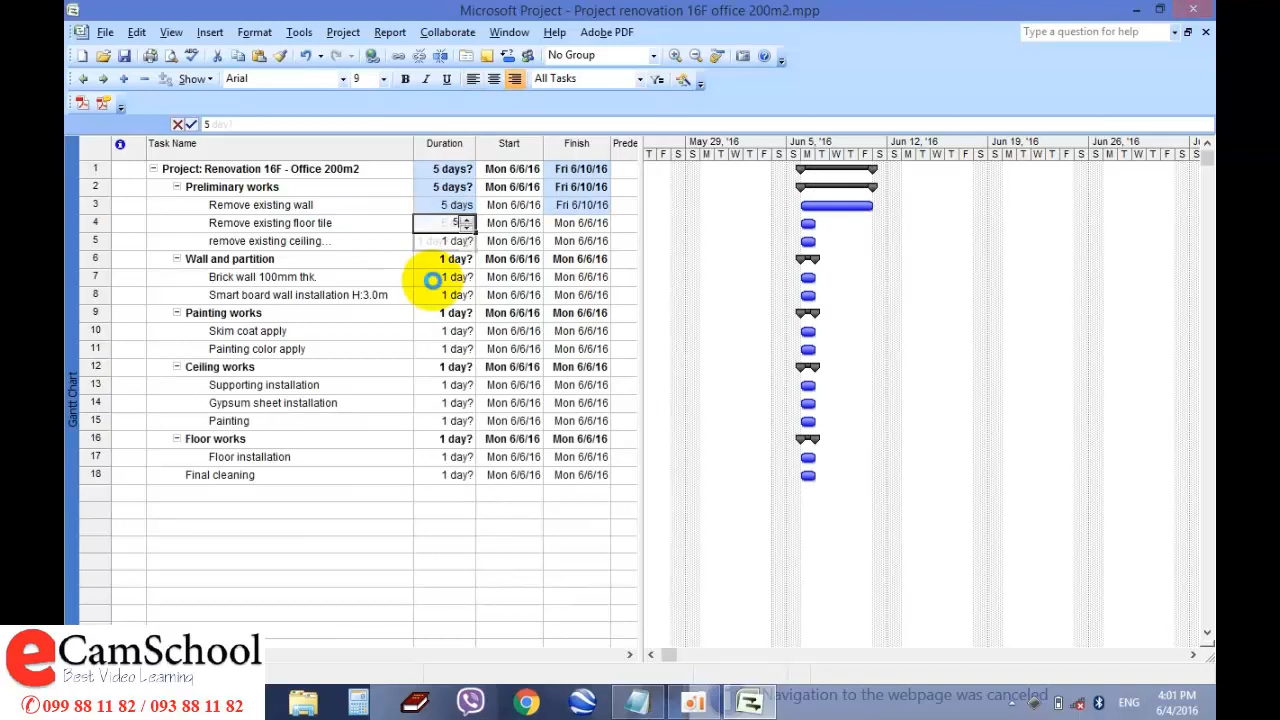 Microsoft Project - Project renovation 16F office 200m2.mpp
File Edit View Insert Format Tools Project Report Collaborate Window Help Adobe PDF
Type a question for help
No Group
Show Arial 9 B I U All Tasks
5 day?
Task Name Duration Start Finish Prede
May 29, '16 Jun 5, '16 Jun 12, '16 Jun 19, '16 Jun 26, '16
T F S S M T W T F S S M T W T F S S M T W T F S S M T W T F S S M T W T F S S
1 Project: Renovation 16F - Office 200m2 5 days? Mon 6/6/16 Fri 6/10/16
2 Preliminary works 5 days? Mon 6/6/16 Fri 6/10/16
3 Remove existing wall 5 days Mon 6/6/16 Fri 6/10/16
4 Remove existing floor tile 5 Mon 6/6/16 Mon 6/6/16
5 remove existing ceiling... 1 day? Mon 6/6/16 Mon 6/6/16
6 Wall and partition 1 day? Mon 6/6/16 Mon 6/6/16
7 Brick wall 100mm thk. 1 day? Mon 6/6/16 Mon 6/6/16
8 Smart board wall installation H:3.0m 1 day? Mon 6/6/16 Mon 6/6/16
9 Painting works 1 day? Mon 6/6/16 Mon 6/6/16
10 Skim coat apply 1 day? Mon 6/6/16 Mon 6/6/16
11 Painting color apply 1 day? Mon 6/6/16 Mon 6/6/16
12 Ceiling works 1 day? Mon 6/6/16 Mon 6/6/16
13 Supporting installation 1 day? Mon 6/6/16 Mon 6/6/16
14 Gypsum sheet installation 1 day? Mon 6/6/16 Mon 6/6/16
15 Painting 1 day? Mon 6/6/16 Mon 6/6/16
16 Floor works 1 day? Mon 6/6/16 Mon 6/6/16
17 Floor installation 1 day? Mon 6/6/16 Mon 6/6/16
18 Final cleaning 1 day? Mon 6/6/16 Mon 6/6/16
Gantt Chart
eCamSchool
Best Video Learning
099 88 11 82 / 093 88 11 82
Navigation to the webpage was canceled
ENG
4:01 PM
6/4/2016